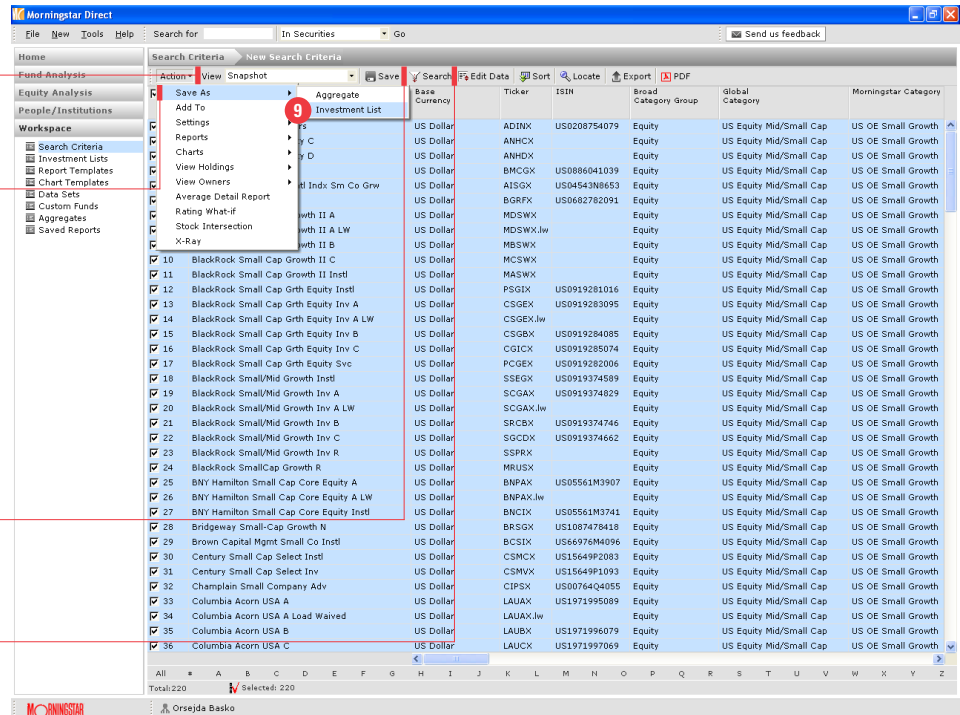 Morningstar Direct
File New Tools Help Search for In Securities Go Send us feedback
Home
Fund Analysis
Equity Analysis
People/Institutions
Workspace
Search Criteria
Investment Lists
Report Templates
Chart Templates
Data Sets
Custom Funds
Aggregates
Saved Reports
Search Criteria New Search Criteria
Action View Snapshot Save Search Edit Data Sort Locate Export PDF
Save As
Add To
Settings
Reports
Charts
View Holdings
View Owners
Average Detail Report
Rating What-if
Stock Intersection
X-Ray
Aggregate
9 Investment List
Base Currency Ticker ISIN Broad Category Group Global Category Morningstar Category
rs US Dollar ADINX US0208754079 Equity US Equity Mid/Small Cap US OE Small Growth
y C US Dollar ANHCX Equity US Equity Mid/Small Cap US OE Small Growth
y D US Dollar ANHDX Equity US Equity Mid/Small Cap US OE Small Growth
US Dollar BMCGX US0886041039 Equity US Equity Mid/Small Cap US OE Small Growth
tl Indx Sm Co Grw US Dollar AISGX US04543N8653 Equity US Equity Mid/Small Cap US OE Small Growth
US Dollar BGRFX US0682782091 Equity US Equity Mid/Small Cap US OE Small Growth
wth II A US Dollar MDSWX Equity US Equity Mid/Small Cap US OE Small Growth
wth II A LW US Dollar MDSWX.lw Equity US Equity Mid/Small Cap US OE Small Growth
wth II B US Dollar MBSWX Equity US Equity Mid/Small Cap US OE Small Growth
10 BlackRock Small Cap Growth II C US Dollar MCSWX Equity US Equity Mid/Small Cap US OE Small Growth
11 BlackRock Small Cap Growth II Instl US Dollar MASWX Equity US Equity Mid/Small Cap US OE Small Growth
12 BlackRock Small Cap Grth Equity Instl US Dollar PSGIX US0919281016 Equity US Equity Mid/Small Cap US OE Small Growth
13 BlackRock Small Cap Grth Equity Inv A US Dollar CSGEX US0919283095 Equity US Equity Mid/Small Cap US OE Small Growth
14 BlackRock Small Cap Grth Equity Inv A LW US Dollar CSGEX.lw Equity US Equity Mid/Small Cap US OE Small Growth
15 BlackRock Small Cap Grth Equity Inv B US Dollar CSGBX US0919284085 Equity US Equity Mid/Small Cap US OE Small Growth
16 BlackRock Small Cap Grth Equity Inv C US Dollar CGICX US0919285074 Equity US Equity Mid/Small Cap US OE Small Growth
17 BlackRock Small Cap Grth Equity Svc US Dollar PCGEX US0919282006 Equity US Equity Mid/Small Cap US OE Small Growth
18 BlackRock Small/Mid Growth Instl US Dollar SSEGX US0919374589 Equity US Equity Mid/Small Cap US OE Small Growth
19 BlackRock Small/Mid Growth Inv A US Dollar SCGAX US0919374829 Equity US Equity Mid/Small Cap US OE Small Growth
20 BlackRock Small/Mid Growth Inv A LW US Dollar SCGAX.lw Equity US Equity Mid/Small Cap US OE Small Growth
21 BlackRock Small/Mid Growth Inv B US Dollar SRCBX US0919374746 Equity US Equity Mid/Small Cap US OE Small Growth
22 BlackRock Small/Mid Growth Inv C US Dollar SGCDX US0919374662 Equity US Equity Mid/Small Cap US OE Small Growth
23 BlackRock Small/Mid Growth Inv R US Dollar SSPRX Equity US Equity Mid/Small Cap US OE Small Growth
24 BlackRock SmallCap Growth R US Dollar MRUSX Equity US Equity Mid/Small Cap US OE Small Growth
25 BNY Hamilton Small Cap Core Equity A US Dollar BNPAX US05561M3907 Equity US Equity Mid/Small Cap US OE Small Growth
26 BNY Hamilton Small Cap Core Equity A LW US Dollar BNPAX.lw Equity US Equity Mid/Small Cap US OE Small Growth
27 BNY Hamilton Small Cap Core Equity Instl US Dollar BNCIX US05561M3741 Equity US Equity Mid/Small Cap US OE Small Growth
28 Bridgeway Small-Cap Growth N US Dollar BRSGX US1087478418 Equity US Equity Mid/Small Cap US OE Small Growth
29 Brown Capital Mgmt Small Co Instl US Dollar BCSIX US66976M4096 Equity US Equity Mid/Small Cap US OE Small Growth
30 Century Small Cap Select Instl US Dollar CSMCX US15649P2083 Equity US Equity Mid/Small Cap US OE Small Growth
31 Century Small Cap Select Inv US Dollar CSMVX US15649P1093 Equity US Equity Mid/Small Cap US OE Small Growth
32 Champlain Small Company Adv US Dollar CIPSX US00764Q4055 Equity US Equity Mid/Small Cap US OE Small Growth
33 Columbia Acorn USA A US Dollar LAUAX US1971995089 Equity US Equity Mid/Small Cap US OE Small Growth
34 Columbia Acorn USA A Load Waived US Dollar LAUAX.lw Equity US Equity Mid/Small Cap US OE Small Growth
35 Columbia Acorn USA B US Dollar LAUBX US1971996079 Equity US Equity Mid/Small Cap US OE Small Growth
36 Columbia Acorn USA C US Dollar LAUCX US1971997069 Equity US Equity Mid/Small Cap US OE Small Growth
All # A B C D E F G H I J K L M N O P Q R S T U V W X Y Z
Total:220 Selected: 220
MORNINGSTAR Orsejda Basko